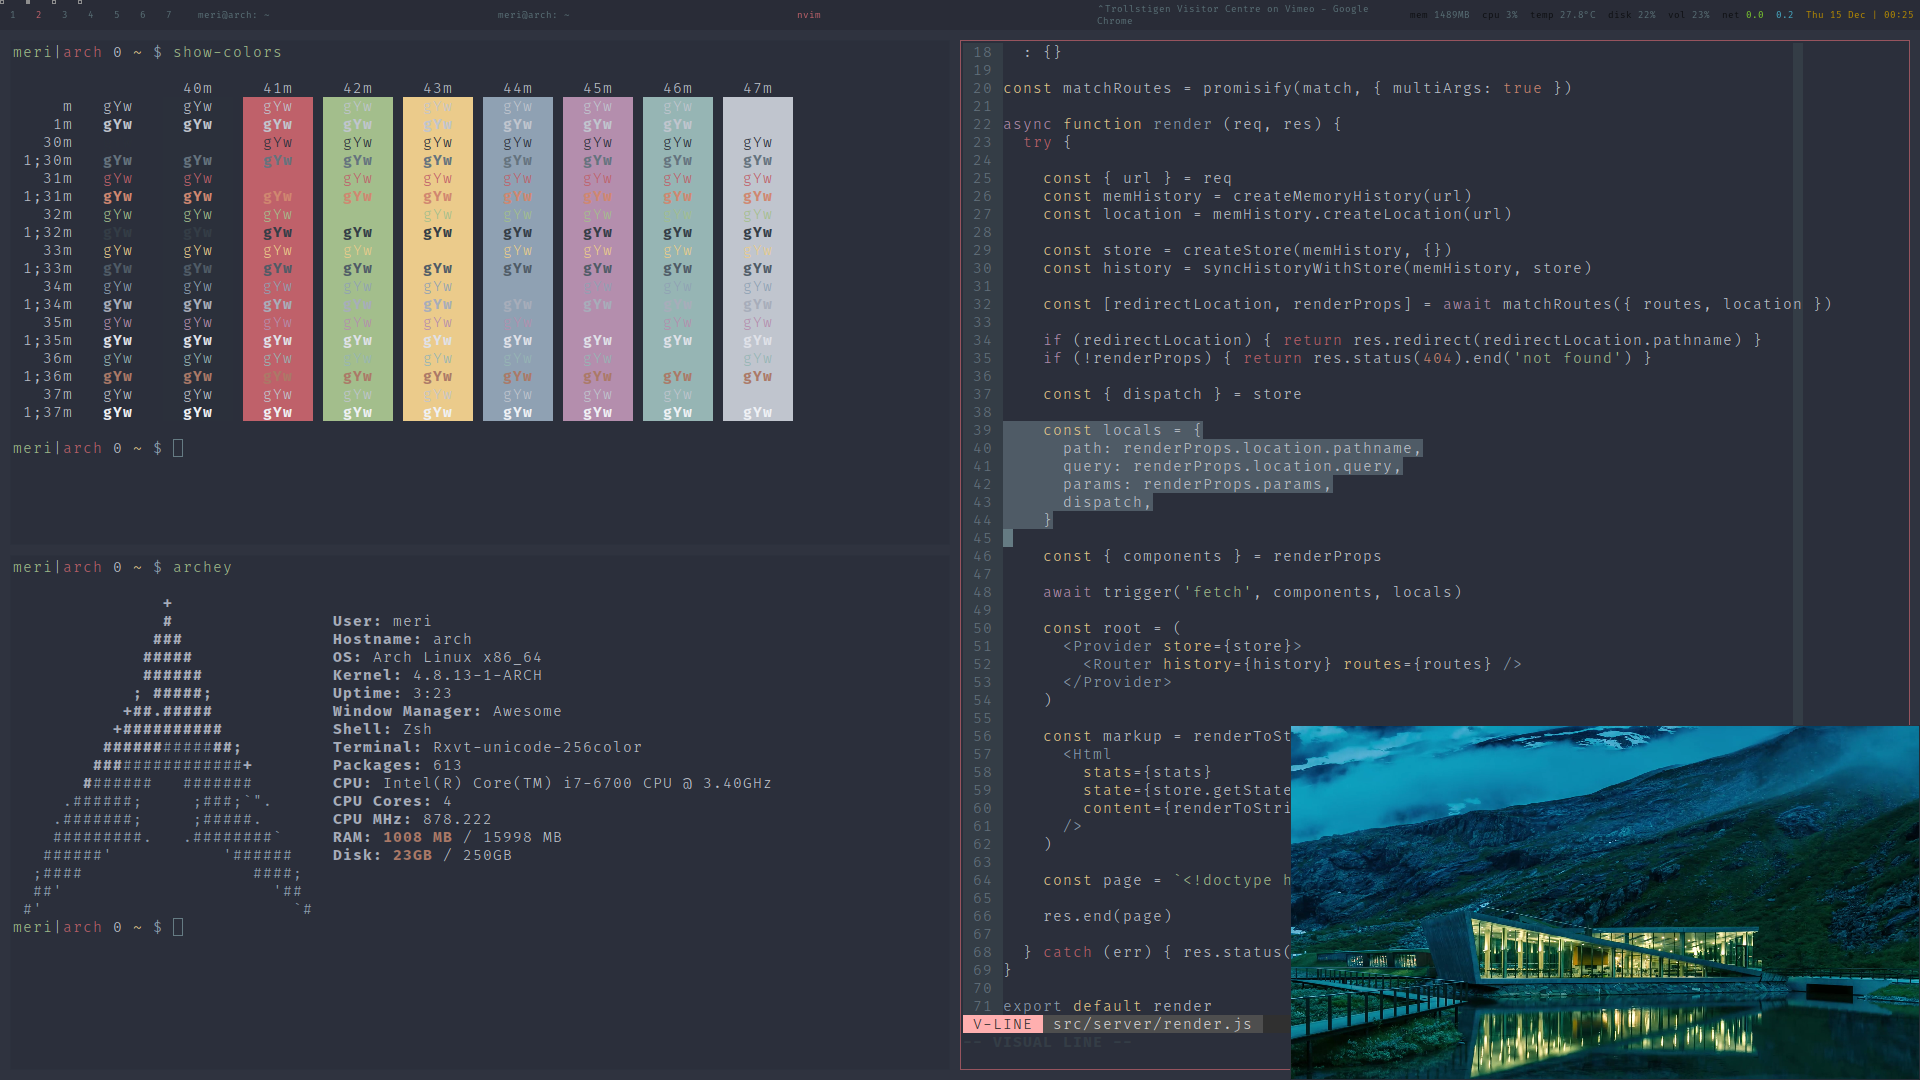 1 2 3 4 5 6 7 meri@arch: ~ meri@arch: ~ nvim ^Trollstigen Visitor Centre on Vimeo - Google Chrome mem 1489MB cpu 3% temp 27.8°C disk 22% vol 23% net 0.0 0.2 Thu 15 Dec | 00:25
meri|arch 0 ~ $ show-colors
40m 41m 42m 43m 44m 45m 46m 47m
m gYw gYw gYw gYw gYw gYw gYw gYw
1m gYw gYw gYw gYw gYw gYw gYw gYw
30m gYw gYw gYw gYw gYw gYw gYw
1;30m gYw gYw gYw gYw gYw gYw gYw gYw gYw
31m gYw gYw gYw gYw gYw gYw gYw gYw
1;31m gYw gYw gYw gYw gYw gYw gYw gYw gYw
32m gYw gYw gYw gYw gYw gYw gYw
1;32m gYw gYw gYw gYw gYw gYw gYw gYw
33m gYw gYw gYw gYw gYw gYw gYw gYw
1;33m gYw gYw gYw gYw gYw gYw gYw gYw gYw
34m gYw gYw gYw gYw gYw gYw gYw gYw
1;34m gYw gYw gYw gYw gYw gYw gYw gYw gYw
35m gYw gYw gYw gYw gYw gYw gYw gYw
1;35m gYw gYw gYw gYw gYw gYw gYw gYw gYw
36m gYw gYw gYw gYw gYw gYw gYw gYw
1;36m gYw gYw gYw gYw gYw gYw gYw gYw gYw
37m gYw gYw gYw gYw gYw gYw gYw gYw
1;37m gYw gYw gYw gYw gYw gYw gYw gYw gYw
meri|arch 0 ~ $
meri|arch 0 ~ $ archey
+
#
###
#####
######
; #####;
+##.#####
+##########
#############;
###############+
#######   #######
.######;     ;###;`".
.#######;     ;#####.
#########.   .########`
######'           '######
;####                 ####;
##'                     '##
#'                         `#
User: meri
Hostname: arch
OS: Arch Linux x86_64
Kernel: 4.8.13-1-ARCH
Uptime: 3:23
Window Manager: Awesome
Shell: Zsh
Terminal: Rxvt-unicode-256color
Packages: 613
CPU: Intel(R) Core(TM) i7-6700 CPU @ 3.40GHz
CPU Cores: 4
CPU MHz: 878.222
RAM: 1008 MB / 15998 MB
Disk: 23GB / 250GB
meri|arch 0 ~ $
18   : {}
19
20 const matchRoutes = promisify(match, { multiArgs: true })
21
22 async function render (req, res) {
23   try {
24
25     const { url } = req
26     const memHistory = createMemoryHistory(url)
27     const location = memHistory.createLocation(url)
28
29     const store = createStore(memHistory, {})
30     const history = syncHistoryWithStore(memHistory, store)
31
32     const [redirectLocation, renderProps] = await matchRoutes({ routes, location })
33
34     if (redirectLocation) { return res.redirect(redirectLocation.pathname) }
35     if (!renderProps) { return res.status(404).end('not found') }
36
37     const { dispatch } = store
38
39     const locals = {
40       path: renderProps.location.pathname,
41       query: renderProps.location.query,
42       params: renderProps.params,
43       dispatch,
44     }
45
46     const { components } = renderProps
47
48     await trigger('fetch', components, locals)
49
50     const root = (
51       <Provider store={store}>
52         <Router history={history} routes={routes} />
53       </Provider>
54     )
55
56     const markup = renderToSt
57       <Html
58         stats={stats}
59         state={store.getState
60         content={renderToStri
61       />
62     )
63
64     const page = `<!doctype h
65
66     res.end(page)
67
68   } catch (err) { res.status(
69 }
70
71 export default render
V-LINE src/server/render.js
-- VISUAL LINE --